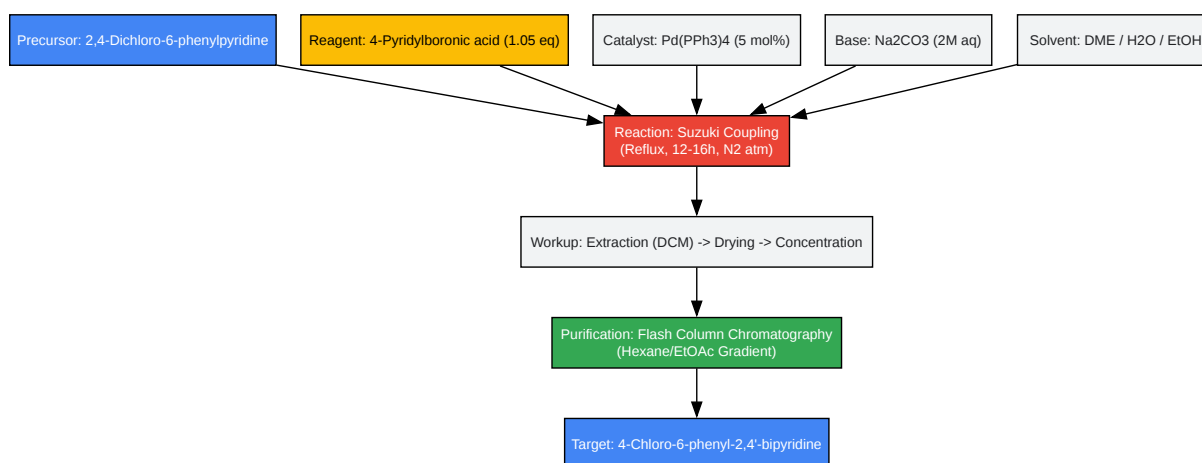 Precursor: 2,4-Dichloro-6-phenylpyridine
Reagent: 4-Pyridylboronic acid (1.05 eq)
Catalyst: Pd(PPh3)4 (5 mol%)
Base: Na2CO3 (2M aq)
Solvent: DME / H2O / EtOH
Reaction: Suzuki Coupling
(Reflux, 12-16h, N2 atm)
Workup: Extraction (DCM) -> Drying -> Concentration
Purification: Flash Column Chromatography
(Hexane/EtOAc Gradient)
Target: 4-Chloro-6-phenyl-2,4'-bipyridine